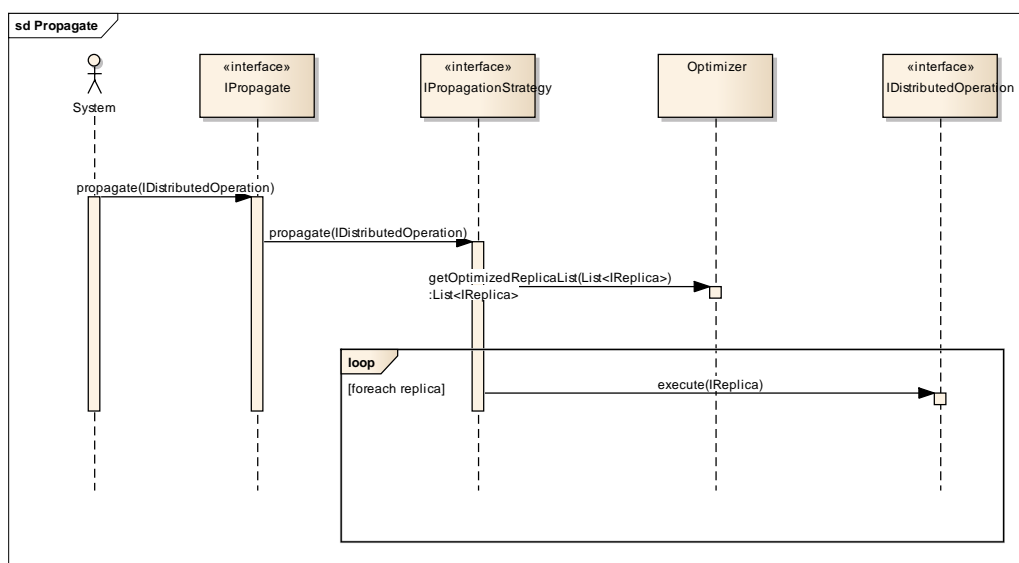 sd Propagate
System
«interface»
IPropagate
«interface»
IPropagationStrategy
Optimizer
«interface»
IDistributedOperation
propagate(IDistributedOperation)
propagate(IDistributedOperation)
getOptimizedReplicaList(List<IReplica>)
:List<IReplica>
loop
[foreach replica]
execute(IReplica)